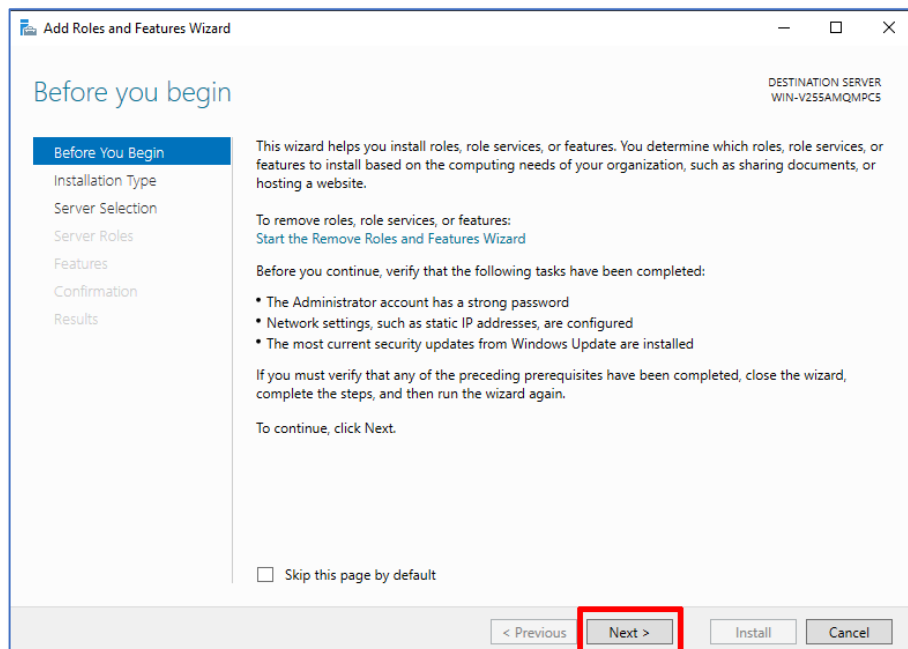 Add Roles and Features Wizard
Before you begin
DESTINATION SERVER
WIN-V255AMQMPC5
Before You Begin
Installation Type
Server Selection
Server Roles
Features
Confirmation
Results
This wizard helps you install roles, role services, or features. You determine which roles, role services, or
features to install based on the computing needs of your organization, such as sharing documents, or
hosting a website.
To remove roles, role services, or features:
Start the Remove Roles and Features Wizard
Before you continue, verify that the following tasks have been completed:
• The Administrator account has a strong password
• Network settings, such as static IP addresses, are configured
• The most current security updates from Windows Update are installed
If you must verify that any of the preceding prerequisites have been completed, close the wizard,
complete the steps, and then run the wizard again.
To continue, click Next.
Skip this page by default
< Previous
Next >
Install
Cancel